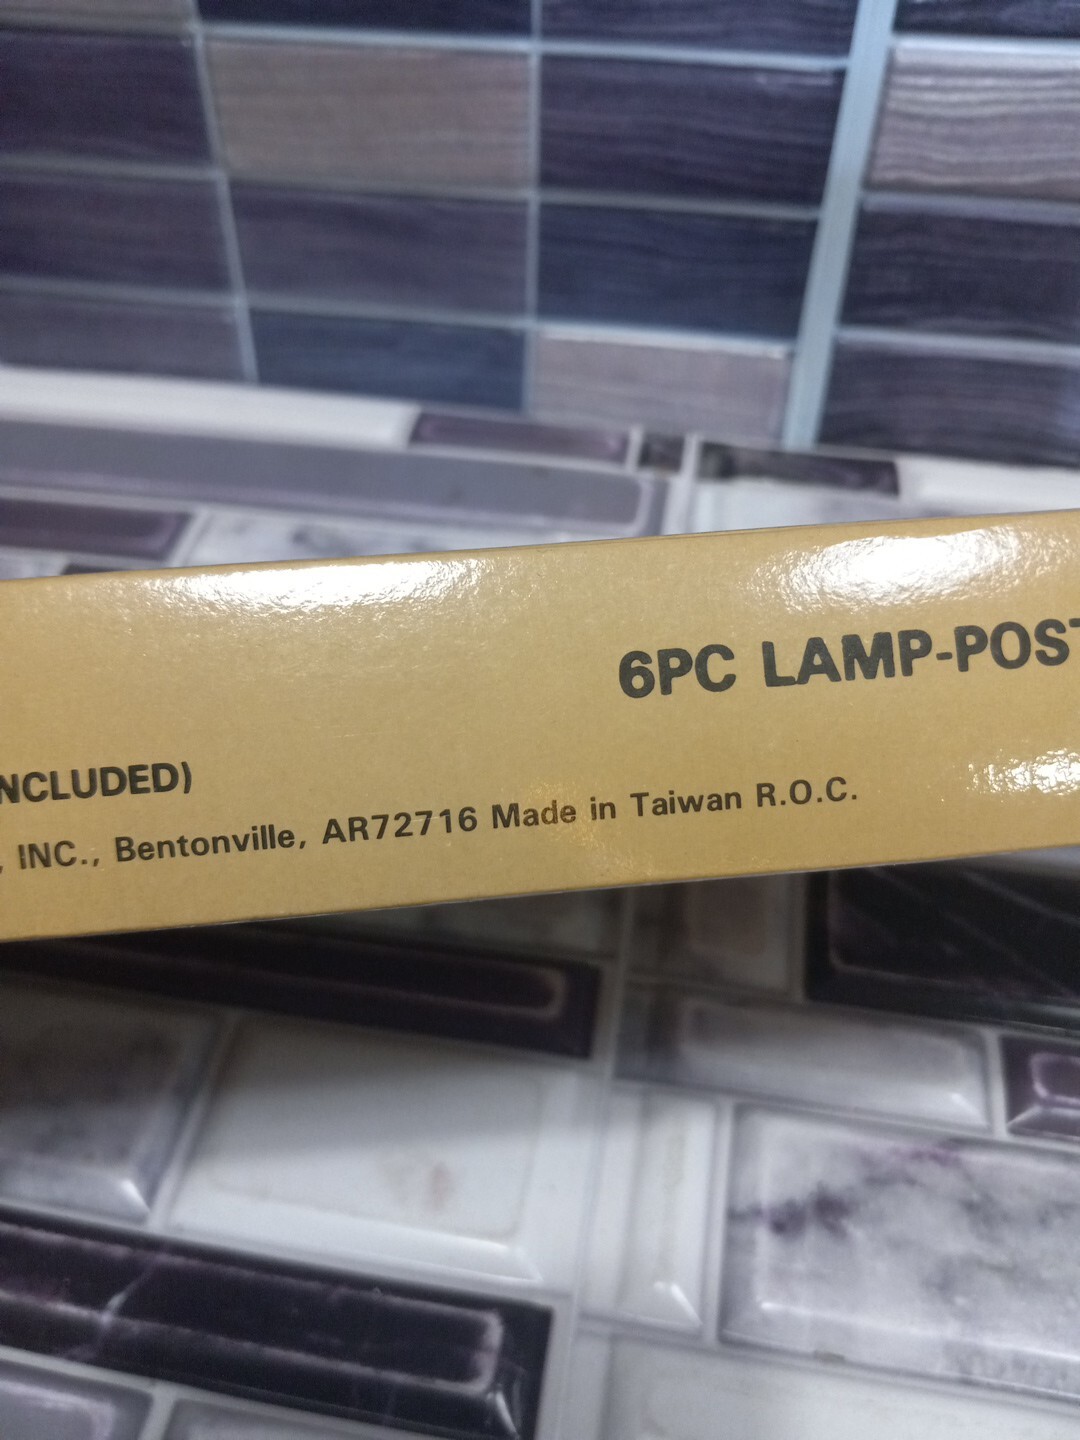 6PC LAMP-POST
NCLUDED)
, INC., Bentonville, AR72716 Made in Taiwan R.O.C.